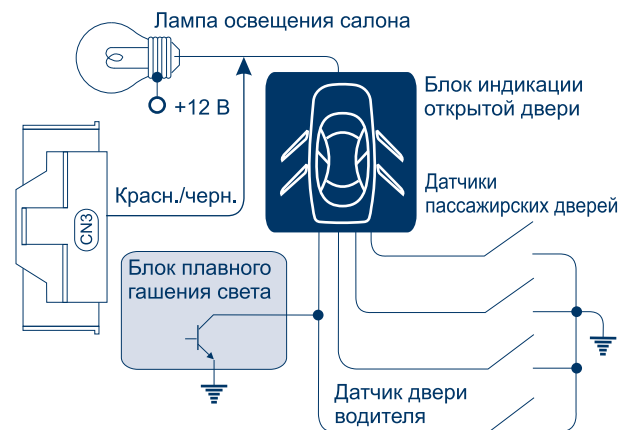 Лампа освещения салона
+12 В
Блок индикации
открытой двери
Красн./черн.
CN3
Датчики
пассажирских дверей
Блок плавного
гашения света
Датчик двери
водителя